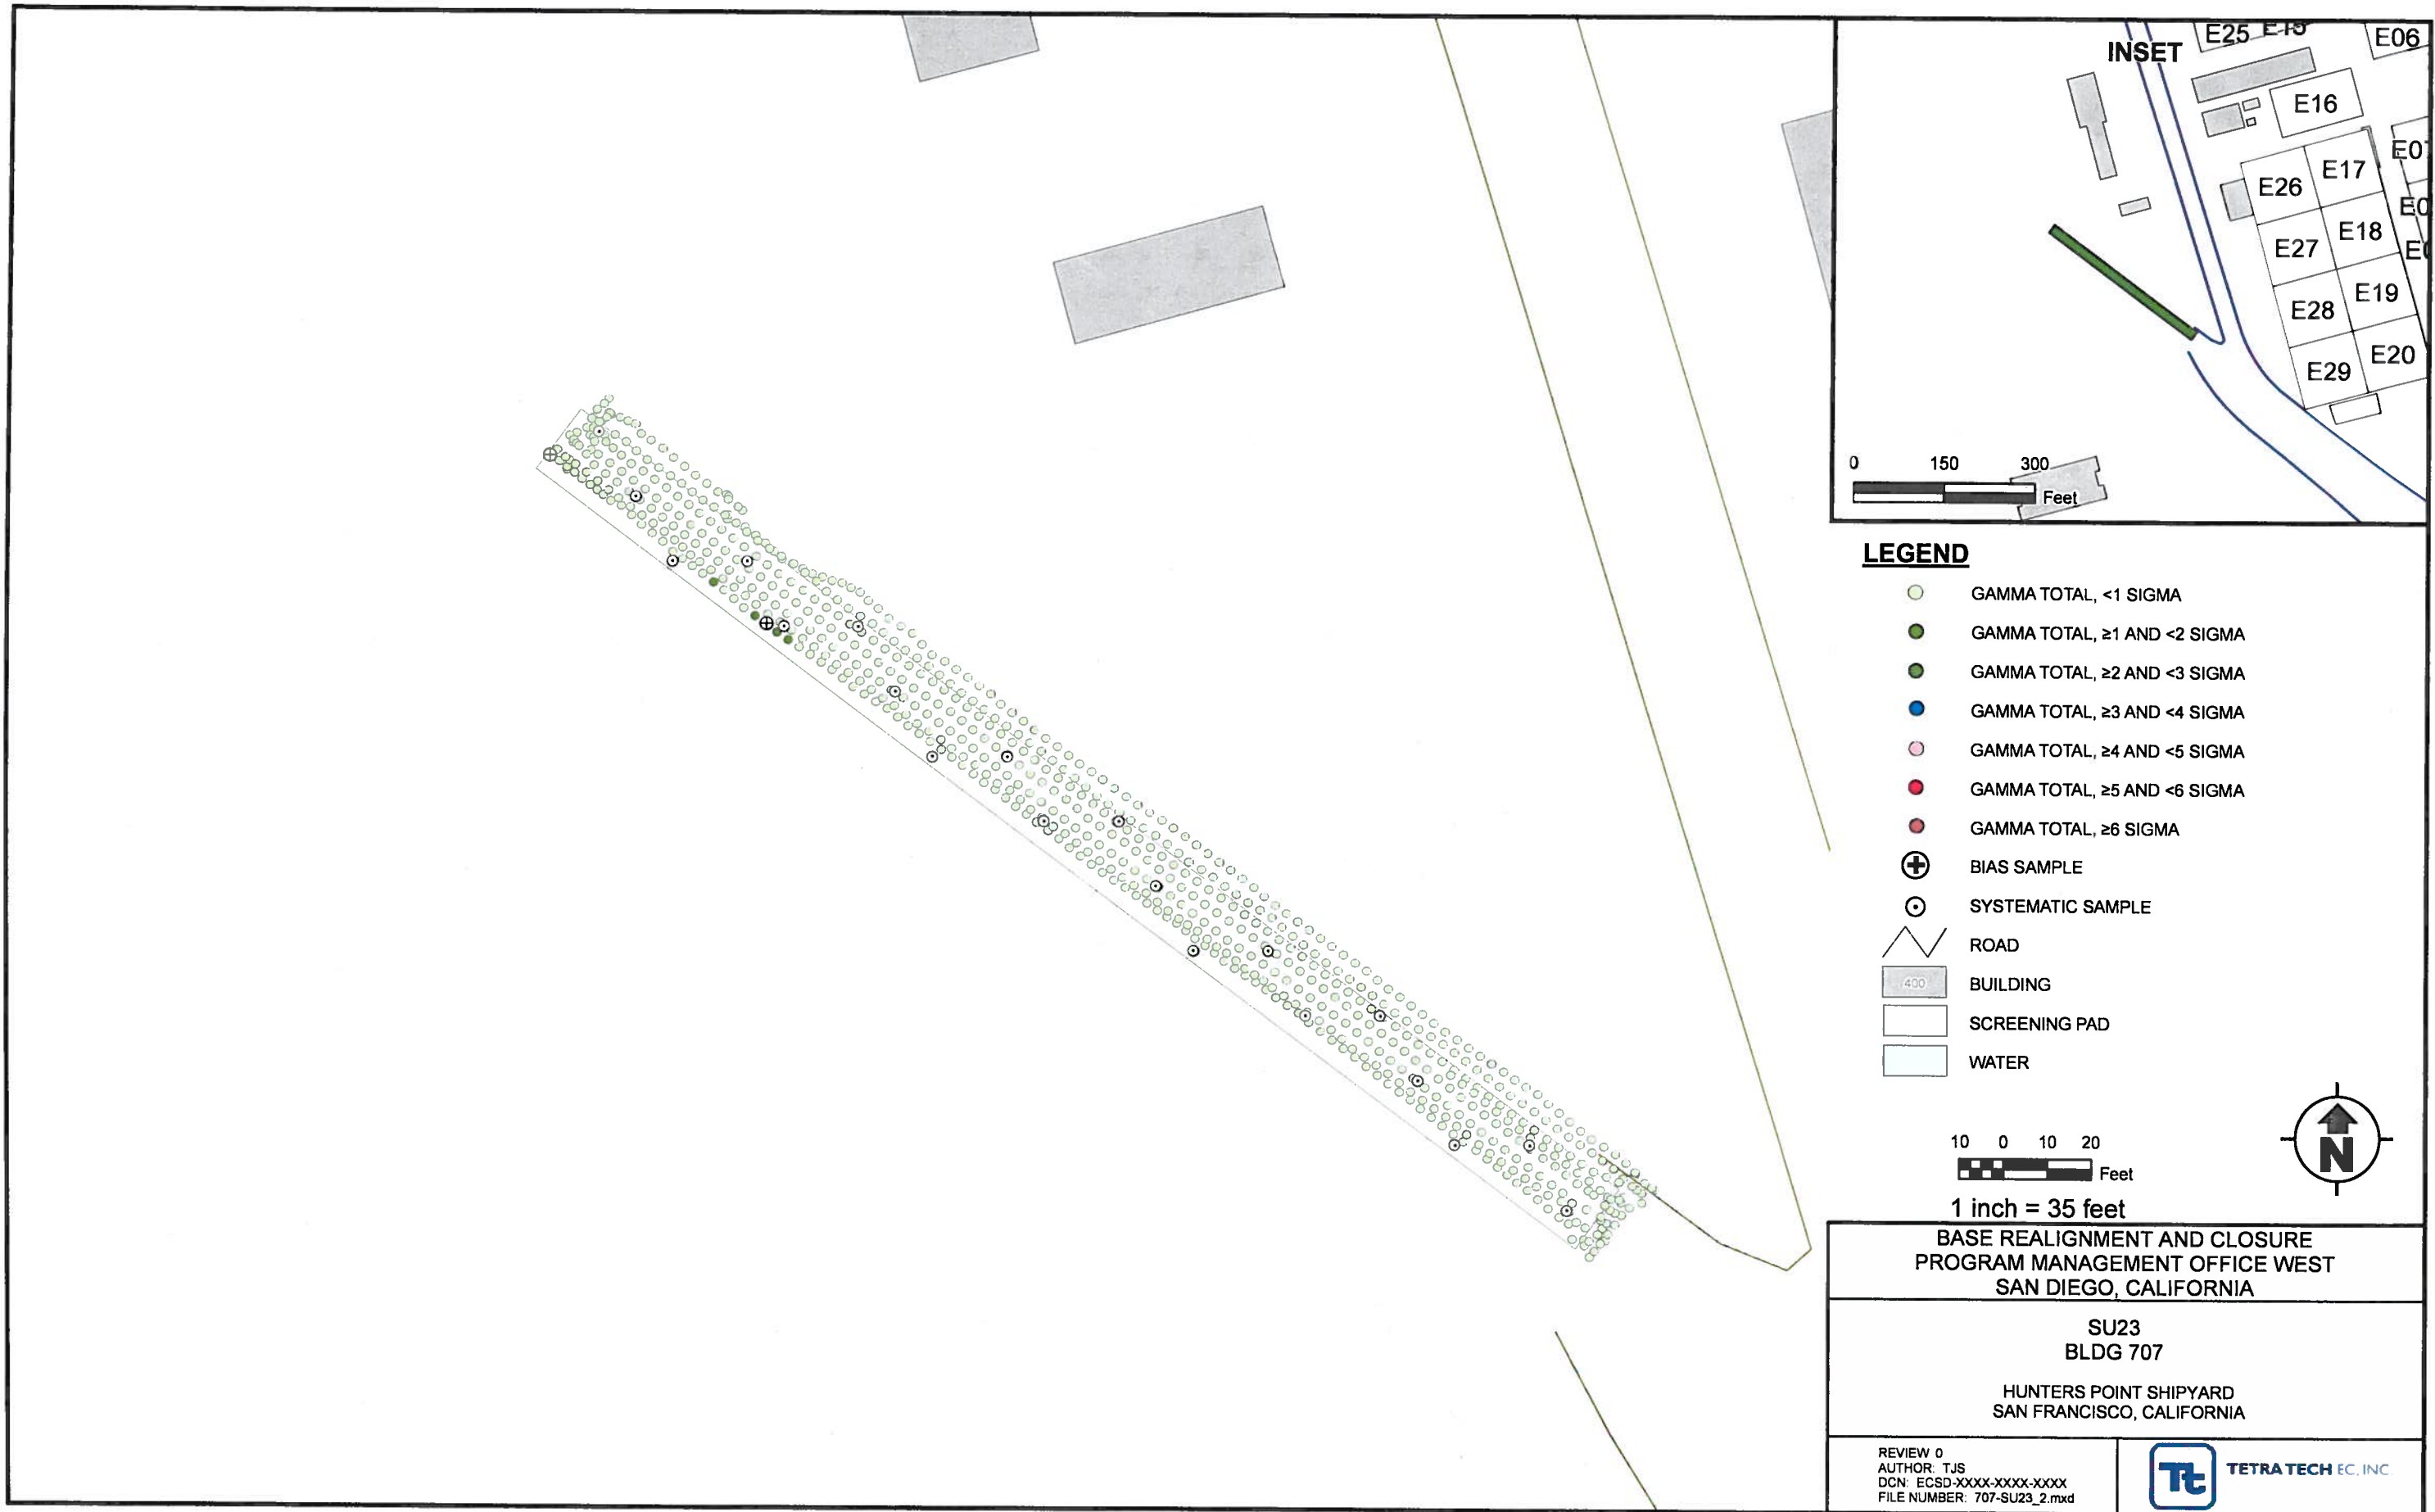 INSET
E25 E15
E06
E16
E17
E26
E18
E27
E19
E28
E20
E29
0 150 300
Feet
LEGEND
GAMMA TOTAL, <1 SIGMA
GAMMA TOTAL, ≥1 AND <2 SIGMA
GAMMA TOTAL, ≥2 AND <3 SIGMA
GAMMA TOTAL, ≥3 AND <4 SIGMA
GAMMA TOTAL, ≥4 AND <5 SIGMA
GAMMA TOTAL, ≥5 AND <6 SIGMA
GAMMA TOTAL, ≥6 SIGMA
BIAS SAMPLE
SYSTEMATIC SAMPLE
ROAD
400 BUILDING
SCREENING PAD
WATER
10 0 10 20
Feet
N
1 inch = 35 feet
BASE REALIGNMENT AND CLOSURE
PROGRAM MANAGEMENT OFFICE WEST
SAN DIEGO, CALIFORNIA
SU23
BLDG 707
HUNTERS POINT SHIPYARD
SAN FRANCISCO, CALIFORNIA
REVIEW 0
AUTHOR: TJS
DCN: ECSD-XXXX-XXXX-XXXX
FILE NUMBER: 707-SU23_2.mxd
Tt TETRA TECH EC, INC.